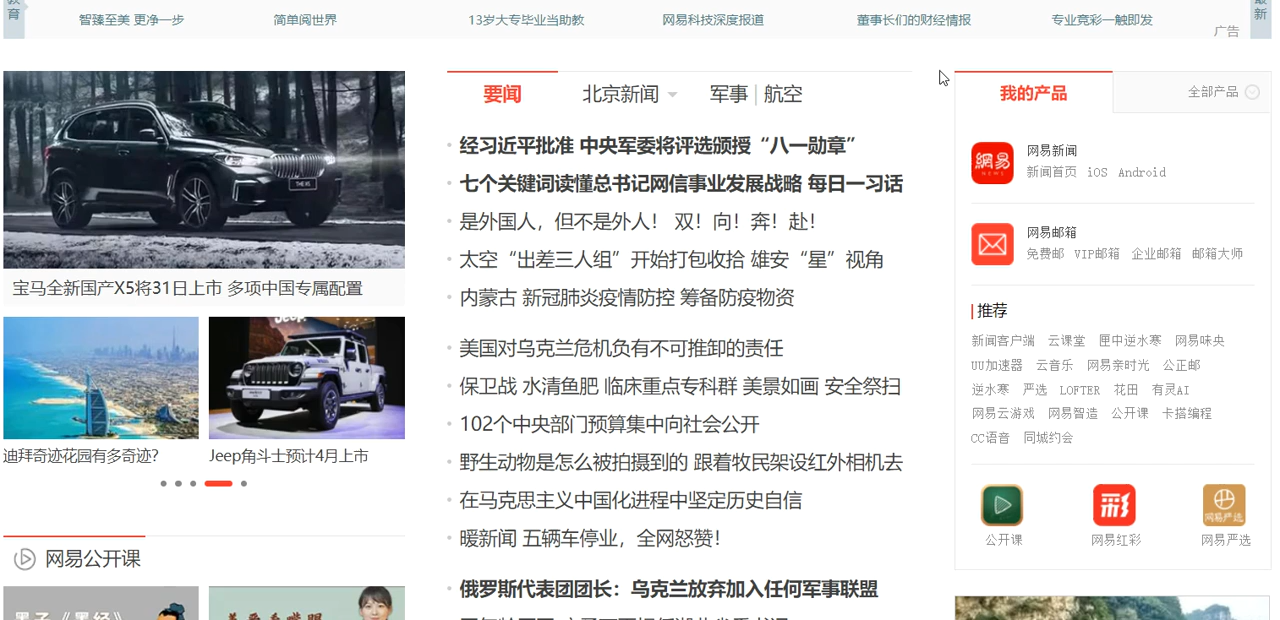 教育
智臻至美 更净一步
简单阅世界
13岁大专毕业当助教
网易科技深度报道
董事长们的财经情报
专业竞彩一触即发
广告
最新
宝马全新国产X5将31日上市 多项中国专属配置
迪拜奇迹花园有多奇迹?
Jeep角斗士预计4月上市
网易公开课
要闻
北京新闻
军事 | 航空
经习近平批准 中央军委将评选颁授“八一勋章”
七个关键词读懂总书记网信事业发展战略 每日一习话
是外国人，但不是外人！ 双！向！奔！赴！
太空“出差三人组”开始打包收拾 雄安“星”视角
内蒙古 新冠肺炎疫情防控 筹备防疫物资
美国对乌克兰危机负有不可推卸的责任
保卫战 水清鱼肥 临床重点专科群 美景如画 安全祭扫
102个中央部门预算集中向社会公开
野生动物是怎么被拍摄到的 跟着牧民架设红外相机去
在马克思主义中国化进程中坚定历史自信
暖新闻 五辆车停业，全网怒赞！
俄罗斯代表团团长：乌克兰放弃加入任何军事联盟
我的产品
全部产品
網易
NEWS
网易新闻
新闻首页 iOS Android
网易邮箱
免费邮 VIP邮箱 企业邮箱 邮箱大师
推荐
新闻客户端 云课堂 匣中逆水寒 网易味央
UU加速器 云音乐 网易亲时光 公正邮
逆水寒 严选 LOFTER 花田 有灵AI
网易云游戏 网易智造 公开课 卡搭编程
CC语音 同城约会
彩
网易严选
公开课
网易红彩
网易严选